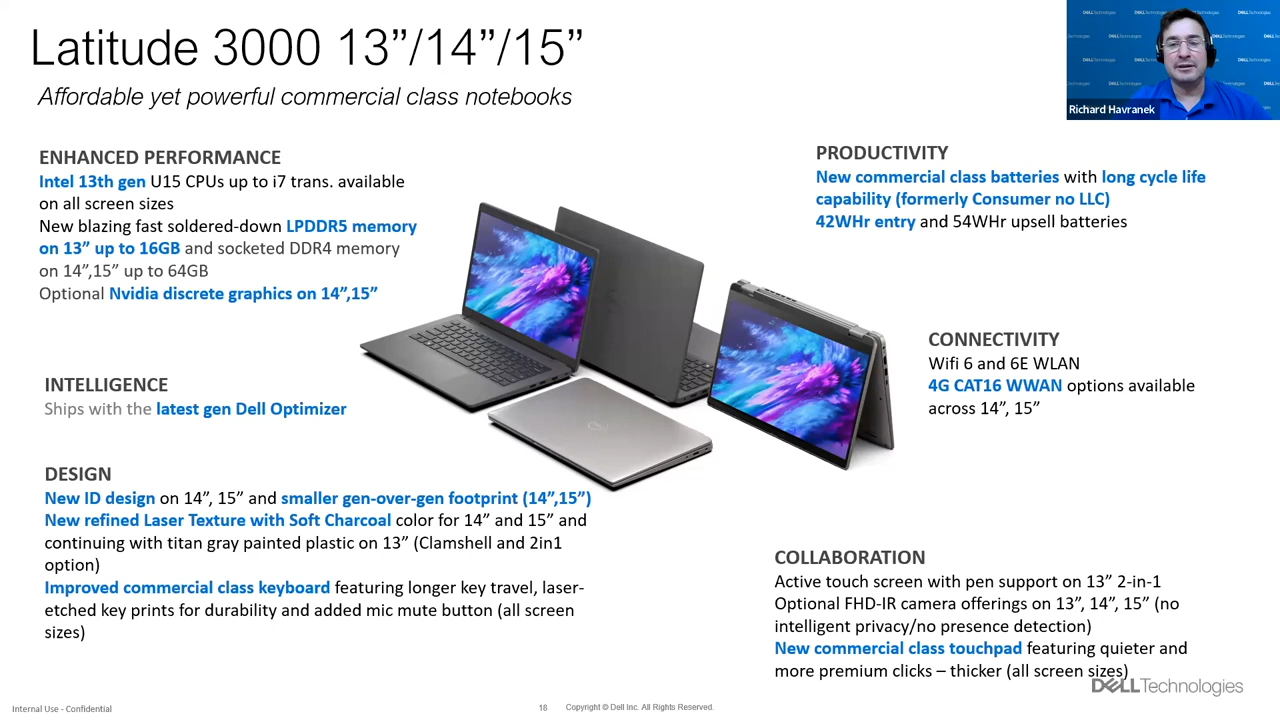 Latitude 3000 13”/14”/15”
Affordable yet powerful commercial class notebooks
Richard Havranek
ENHANCED PERFORMANCE
Intel 13th gen U15 CPUs up to i7 trans. available
on all screen sizes
New blazing fast soldered-down LPDDR5 memory
on 13” up to 16GB and socketed DDR4 memory
on 14”,15” up to 64GB
Optional Nvidia discrete graphics on 14”,15”
INTELLIGENCE
Ships with the latest gen Dell Optimizer
DESIGN
New ID design on 14”, 15” and smaller gen-over-gen footprint (14”,15”)
New refined Laser Texture with Soft Charcoal color for 14” and 15” and
continuing with titan gray painted plastic on 13” (Clamshell and 2in1
option)
Improved commercial class keyboard featuring longer key travel, laser-
etched key prints for durability and added mic mute button (all screen
sizes)
PRODUCTIVITY
New commercial class batteries with long cycle life
capability (formerly Consumer no LLC)
42WHr entry and 54WHr upsell batteries
CONNECTIVITY
Wifi 6 and 6E WLAN
4G CAT16 WWAN options available
across 14”, 15”
COLLABORATION
Active touch screen with pen support on 13” 2-in-1
Optional FHD-IR camera offerings on 13”, 14”, 15” (no
intelligent privacy/no presence detection)
New commercial class touchpad featuring quieter and
more premium clicks – thicker (all screen sizes)
DELL Technologies
Internal Use - Confidential
18
Copyright © Dell Inc. All Rights Reserved.